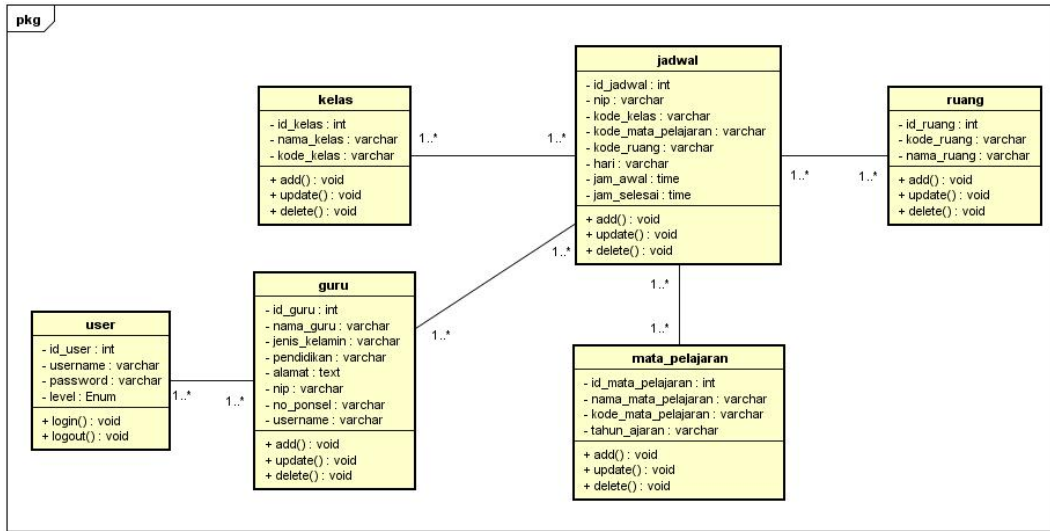 pkg
kelas
- id_kelas : int
- nama_kelas : varchar
- kode_kelas : varchar
+ add() : void
+ update() : void
+ delete() : void
1..*
1..*
jadwal
- id_jadwal : int
- nip : varchar
- kode_kelas : varchar
- kode_mata_pelajaran : varchar
- kode_ruang : varchar
- hari : varchar
- jam_awal : time
- jam_selesai : time
+ add() : void
+ update() : void
+ delete() : void
1..*
1..*
ruang
- id_ruang : int
- kode_ruang : varchar
- nama_ruang : varchar
+ add() : void
+ update() : void
+ delete() : void
user
- id_user : int
- username : varchar
- password : varchar
- level : Enum
+ login() : void
+ logout() : void
1..*
1..*
guru
- id_guru : int
- nama_guru : varchar
- jenis_kelamin : varchar
- pendidikan : varchar
- alamat : text
- nip : varchar
- no_ponsel : varchar
- username : varchar
+ add() : void
+ update() : void
+ delete() : void
1..*
1..*
1..*
1..*
mata_pelajaran
- id_mata_pelajaran : int
- nama_mata_pelajaran : varchar
- kode_mata_pelajaran : varchar
- tahun_ajaran : varchar
+ add() : void
+ update() : void
+ delete() : void